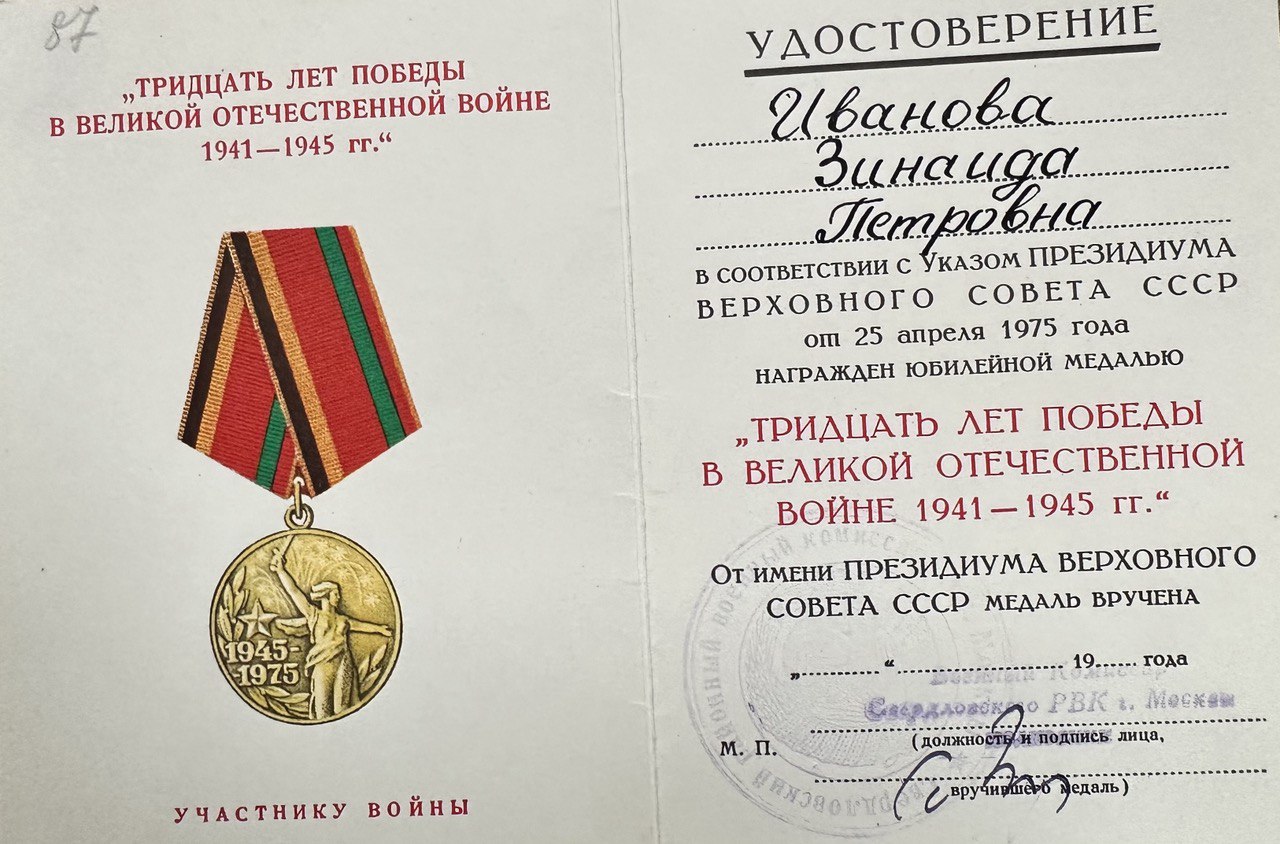 87
„ТРИДЦАТЬ ЛЕТ ПОБЕДЫ
В ВЕЛИКОЙ ОТЕЧЕСТВЕННОЙ ВОЙНЕ
1941—1945 гг.“
1945-
-1975
УЧАСТНИКУ ВОЙНЫ
УДОСТОВЕРЕНИЕ
Иванова
Зинаида
Петровна
В СООТВЕТСТВИИ С УКАЗОМ ПРЕЗИДИУМА
ВЕРХОВНОГО СОВЕТА СССР
от 25 апреля 1975 года
НАГРАЖДЕН ЮБИЛЕЙНОЙ МЕДАЛЬЮ
„ТРИДЦАТЬ ЛЕТ ПОБЕДЫ
В ВЕЛИКОЙ ОТЕЧЕСТВЕННОЙ
ВОЙНЕ 1941—1945 гг.“
ОТ ИМЕНИ ПРЕЗИДИУМА ВЕРХОВНОГО
СОВЕТА СССР МЕДАЛЬ ВРУЧЕНА
„............“ ........................... 19...... года
Военный Комиссар
Свердловского РВК г. Москвы
М. П.
(должность и подпись лица,
вручившего медаль)